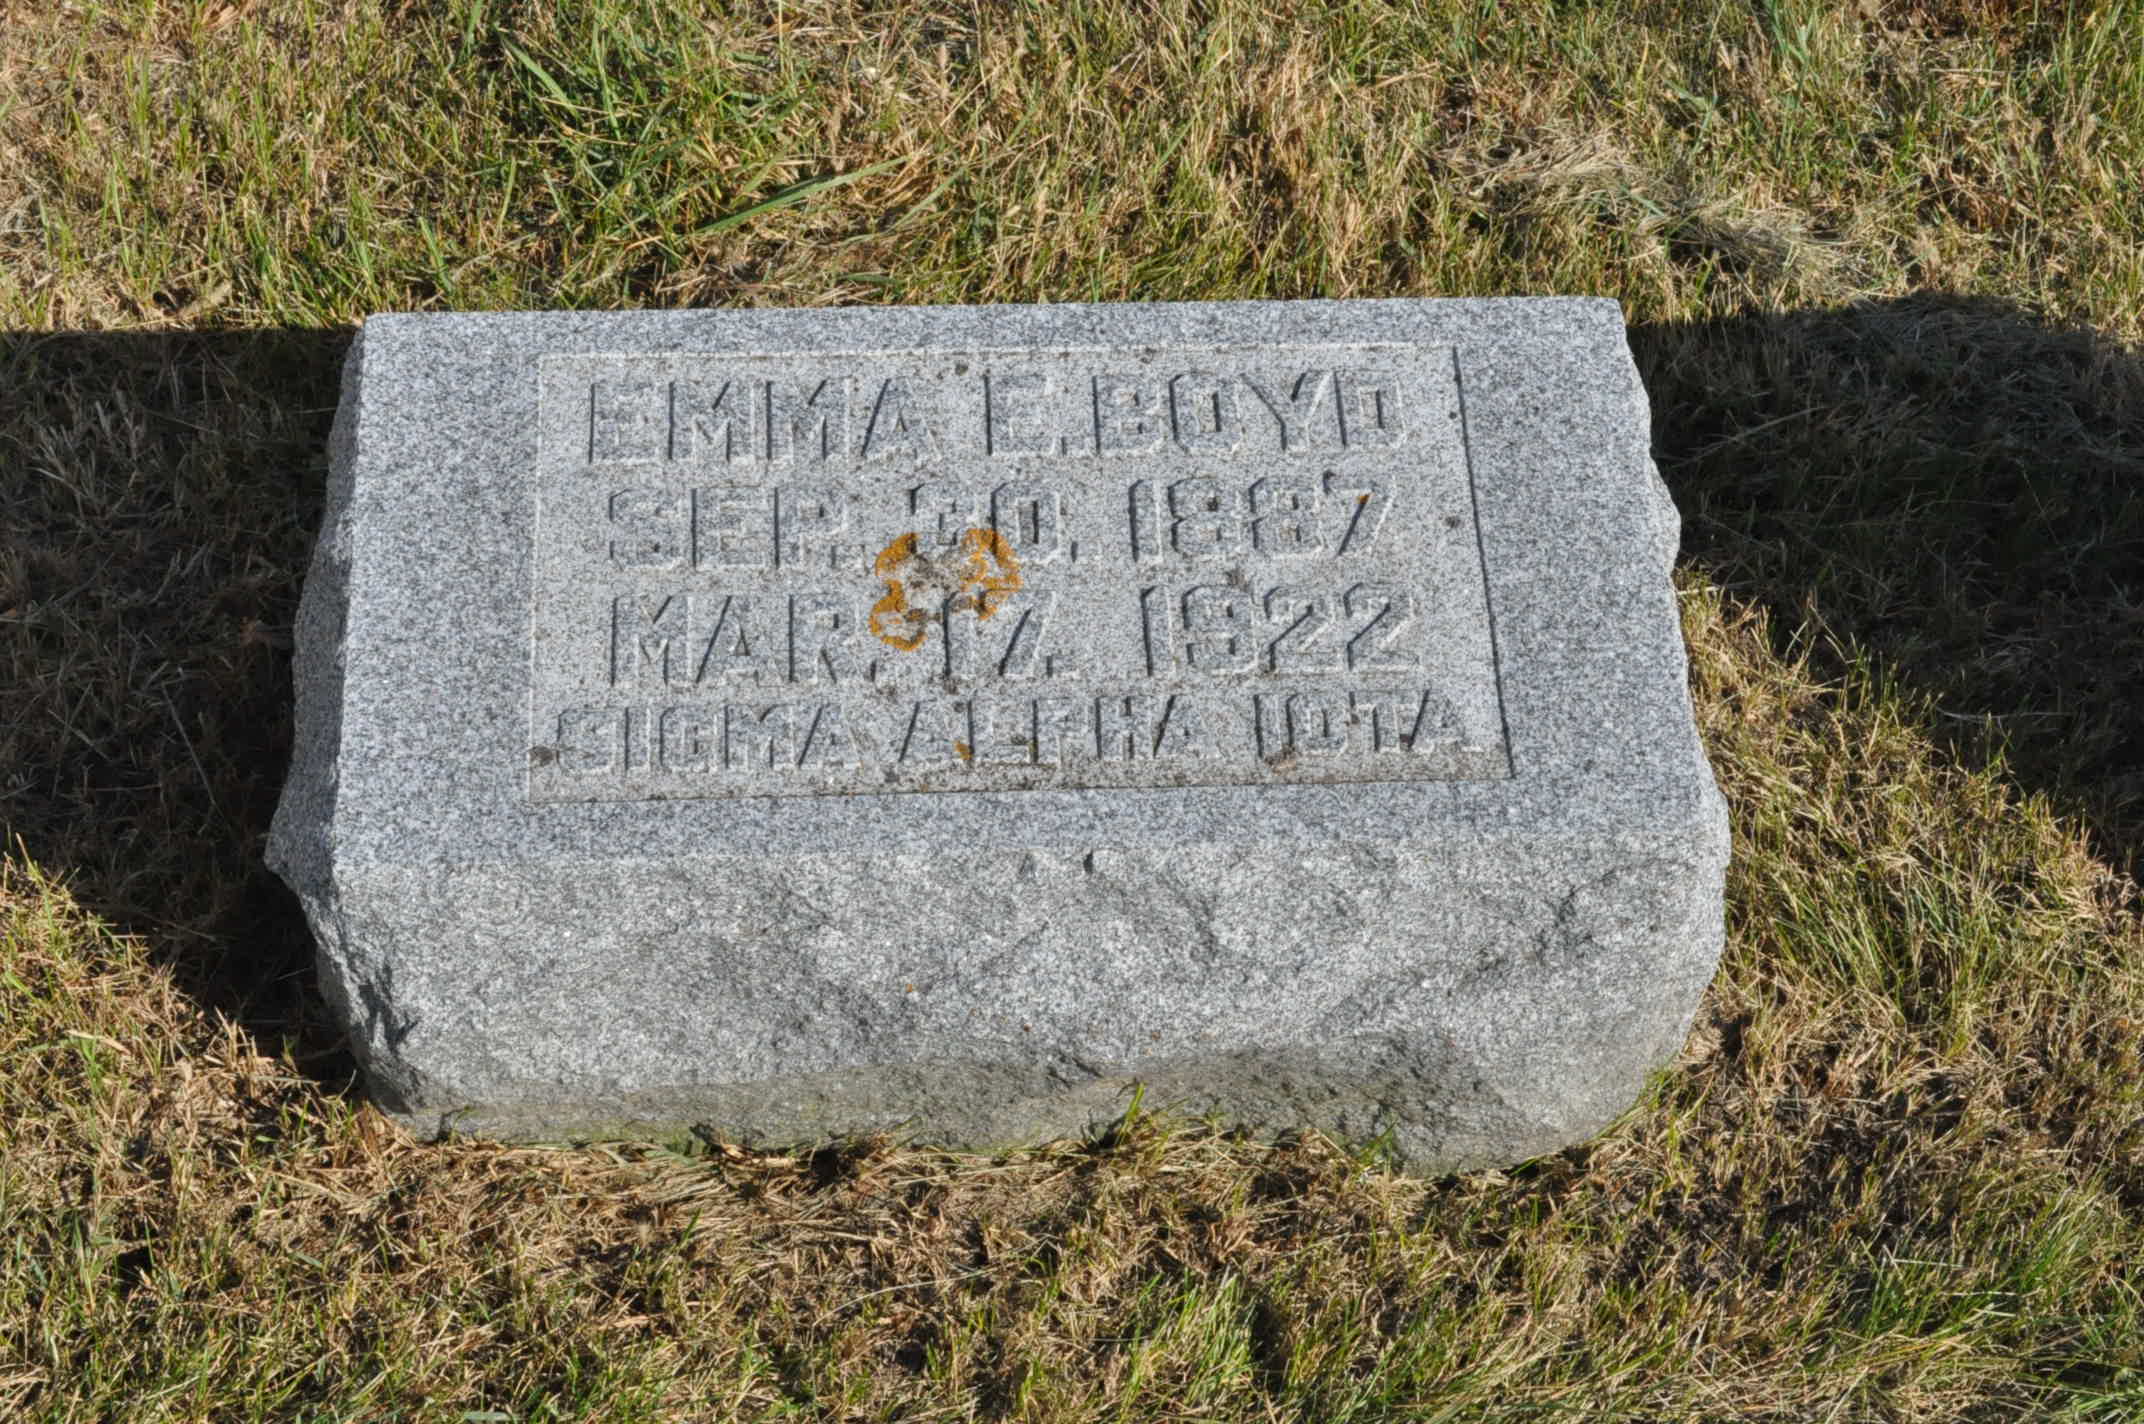 EMMA E. BOYD
SEP. 30. 1887
MAR. 17. 1922
SIGMA ALPHA IOTA